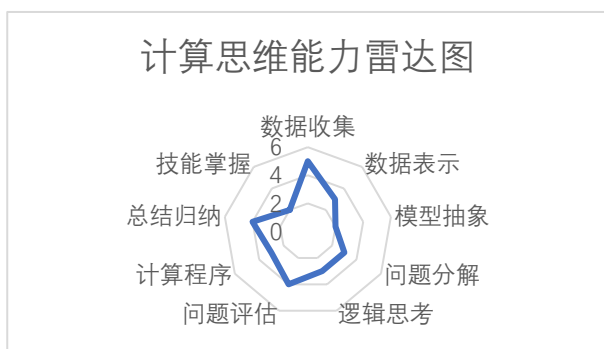 计算思维能力雷达图
数据收集
6
技能掌握
数据表示
4
总结归纳
2
模型抽象
0
计算程序
问题分解
问题评估
逻辑思考